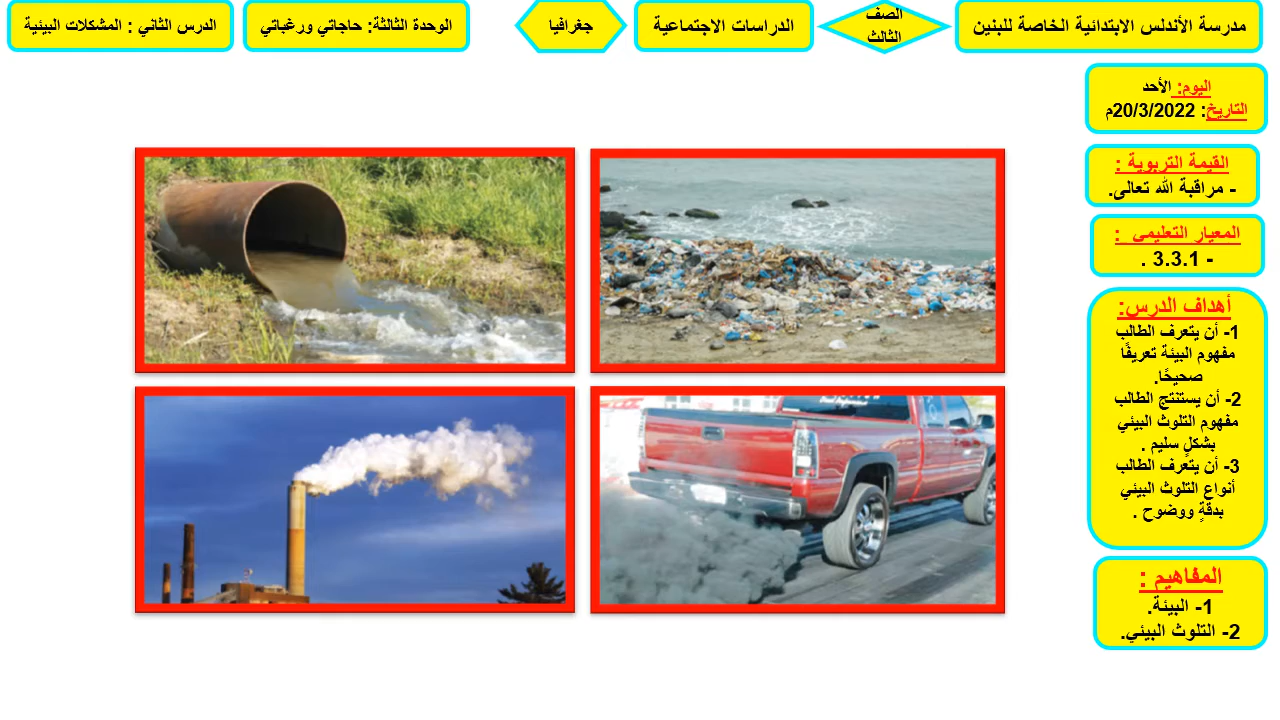 مدرسة الأندلس الابتدائية الخاصة للبنين
الصف
الثالث
الدراسات الاجتماعية
جغرافيا
الوحدة الثالثة: حاجاتي ورغباتي
الدرس الثاني : المشكلات البيئية
اليوم: الأحد
التاريخ: 20/3/2022م
القيمة التربوية :
- مراقبة الله تعالى.
المعيار التعليمي :
- 3.3.1 .
أهداف الدرس:
1- أن يتعرف الطالب
مفهوم البيئة تعريفًا
صحيحًا.
2- أن يستنتج الطالب
مفهوم التلوث البيئي
بشكلٍ سليم .
3- أن يتعرف الطالب
أنواع التلوث البيئي
بدقةٍ ووضوح .
المفاهيم :
1- البيئة.
2- التلوث البيئي.